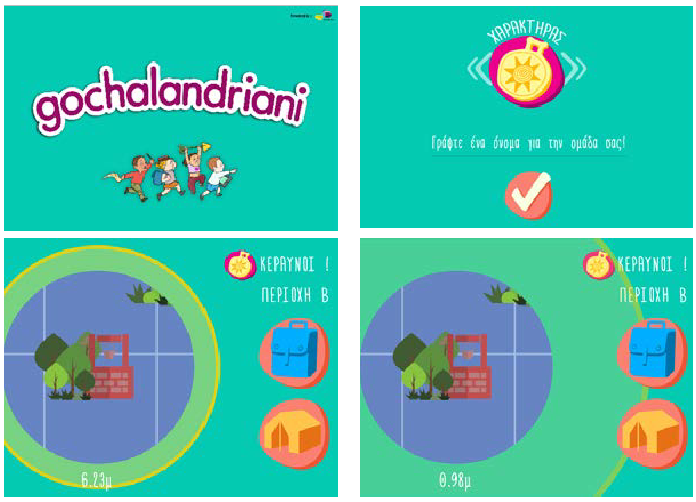 gochalandriani
ΧΑΡΑΚΤΗΡΑΣ
Γράψτε ένα όνομα για την ομάδα σας!
ΚΕΡΑΥΝΟΙ !
ΠΕΡΙΟΧΗ Β
6.23μ
ΚΕΡΑΥΝΟΙ !
ΠΕΡΙΟΧΗ Β
0.98μ